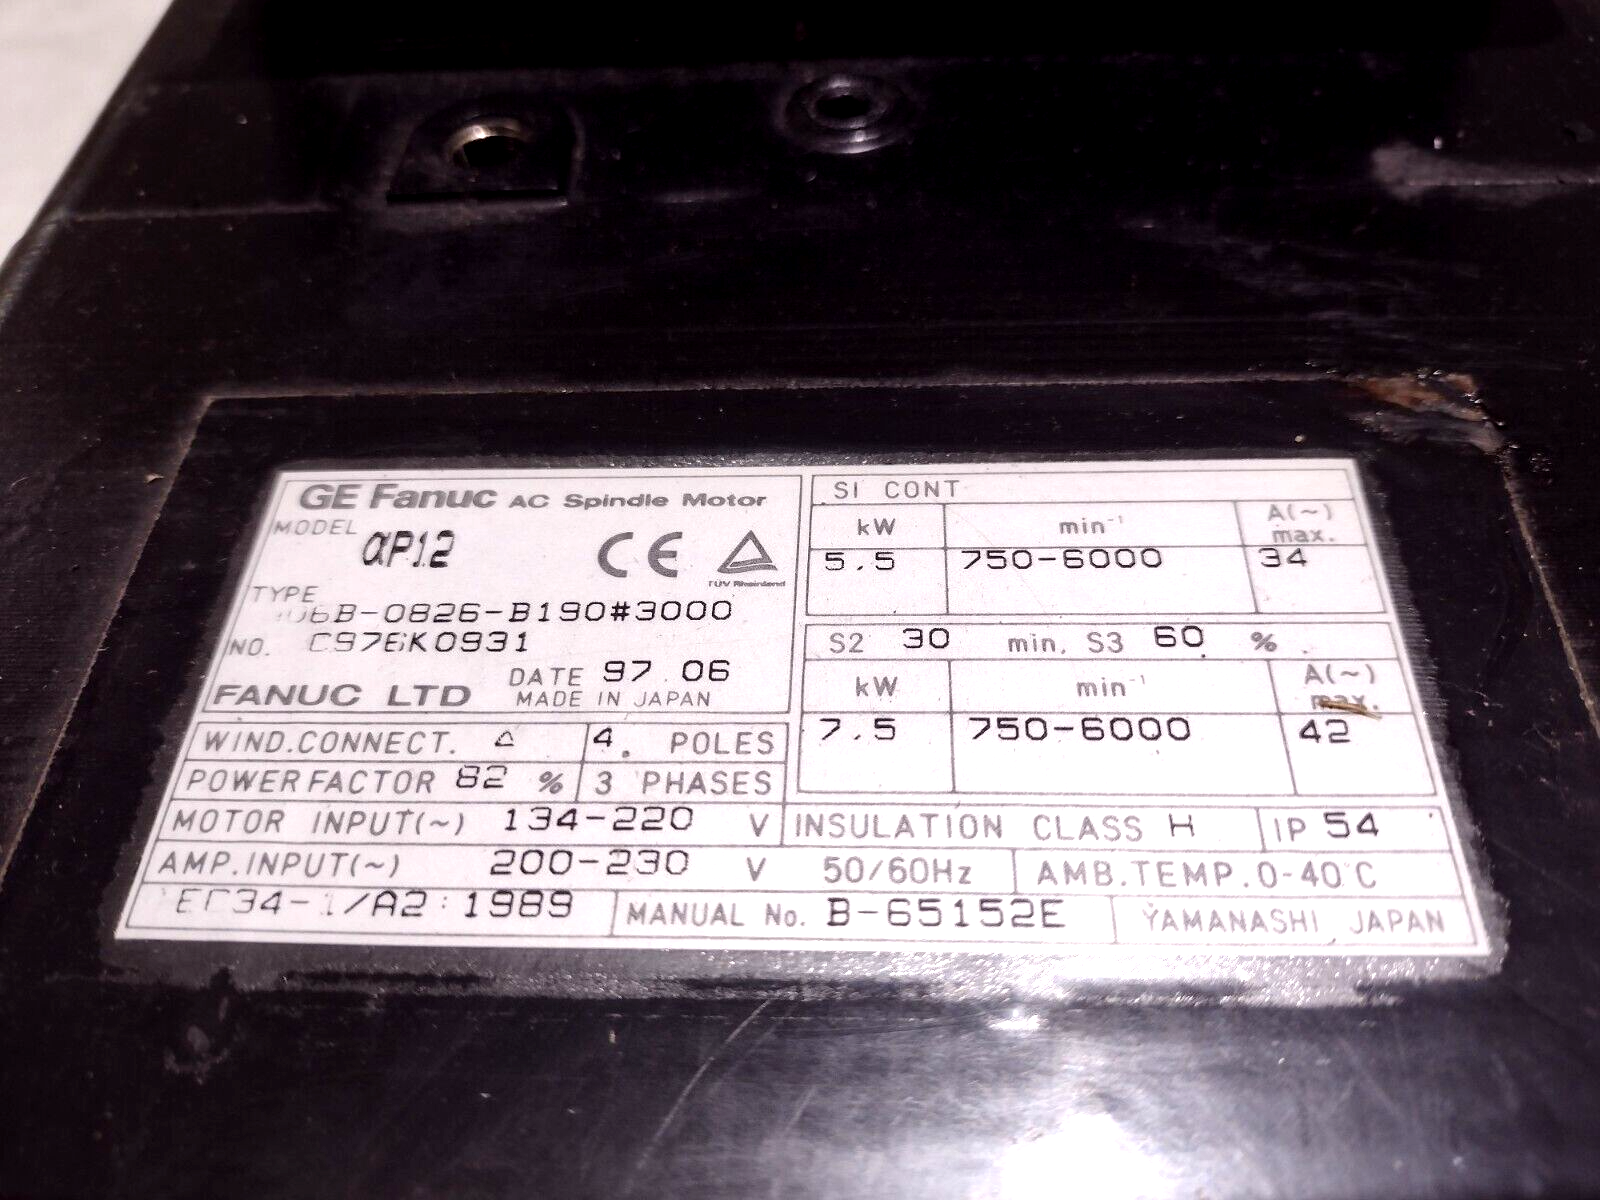 GE Fanuc AC Spindle Motor
MODEL αP12
CE
TÜV Rheinland
TYPE 06B-0826-B190#3000
NO. C976K0931
DATE 97.06
FANUC LTD MADE IN JAPAN
WIND.CONNECT. △ 4. POLES
POWER FACTOR 82 % 3 PHASES
S1 CONT
kW min⁻¹ A(~) max.
5.5 750-6000 34
S2 30 min, S3 60 %
kW min⁻¹ A(~) max.
7.5 750-6000 42
MOTOR INPUT(~) 134-220 V INSULATION CLASS H IP 54
AMP.INPUT(~) 200-230 V 50/60Hz AMB.TEMP.0-40°C
EC34-1/A2:1989 MANUAL No. B-65152E YAMANASHI, JAPAN